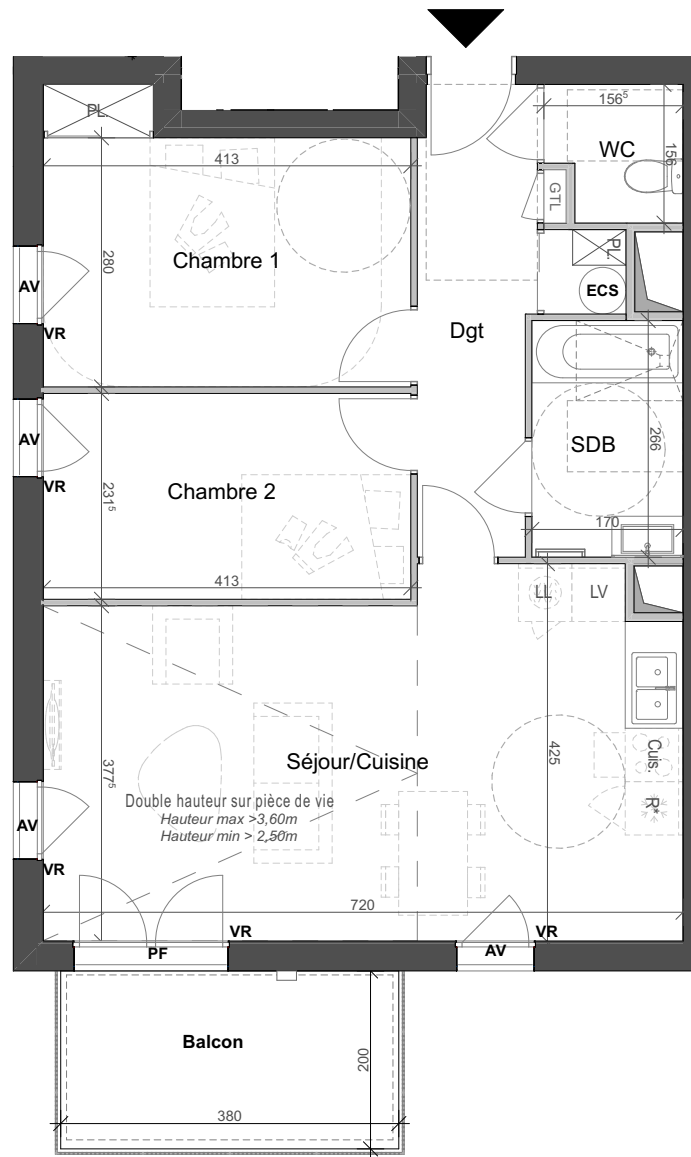 PL.
156⁵
WC
156
413
GTL
280
Chambre 1
PL.
AV
ECS
VR
Dgt
AV
SDB
266
VR
231⁵
Chambre 2
170
413
LL
LV
Séjour/Cuisine
425
Cuis.
377⁵
Double hauteur sur pièce de vie
Hauteur max >3,60m
Hauteur min > 2,50m
R*
AV
VR
720
VR
VR
PF
AV
Balcon
200
380